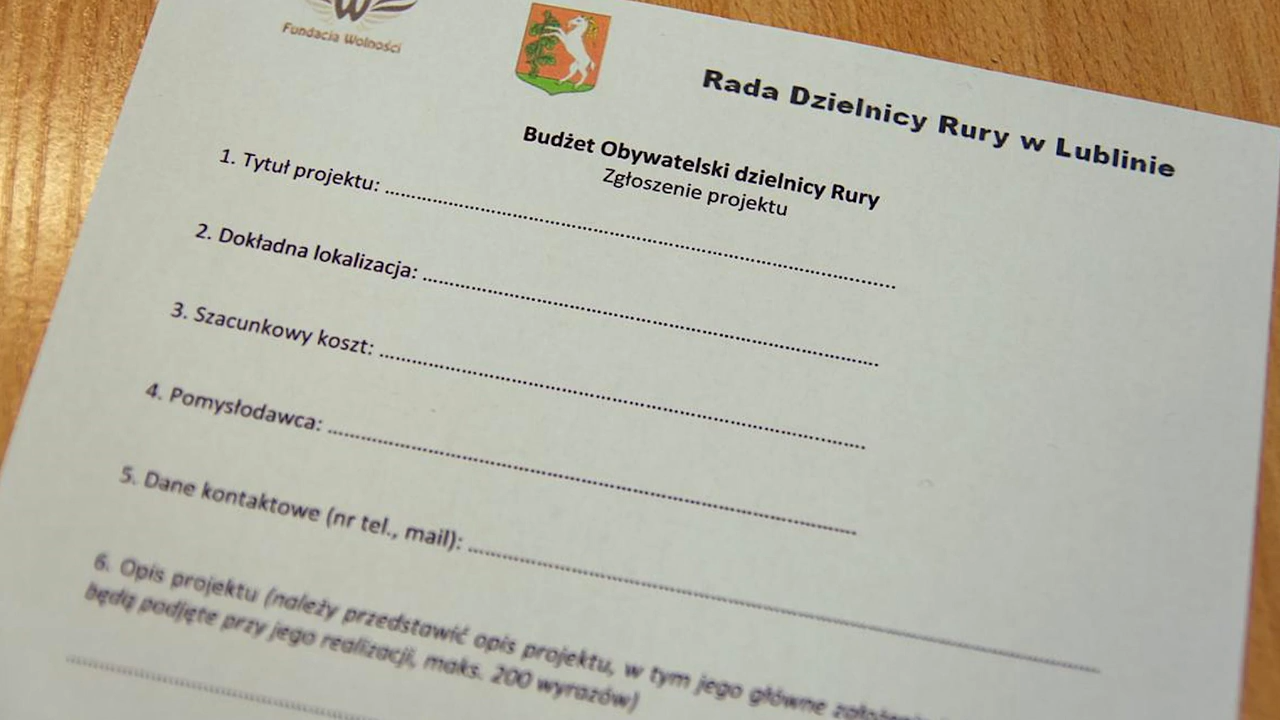 Fundacja Wolności
Rada Dzielnicy Rury w Lublinie
Budżet Obywatelski dzielnicy Rury
Zgłoszenie projektu
1. Tytuł projektu: ..........................................................................
2. Dokładna lokalizacja: ..........................................................................
3. Szacunkowy koszt: ..........................................................................
4. Pomysłodawca: ..........................................................................
5. Dane kontaktowe (nr tel., mail): ..........................................................................
6. Opis projektu (należy przedstawić opis projektu, w tym jego główne
będą podjęte przy jego realizacji, maks. 200 wyrazów)